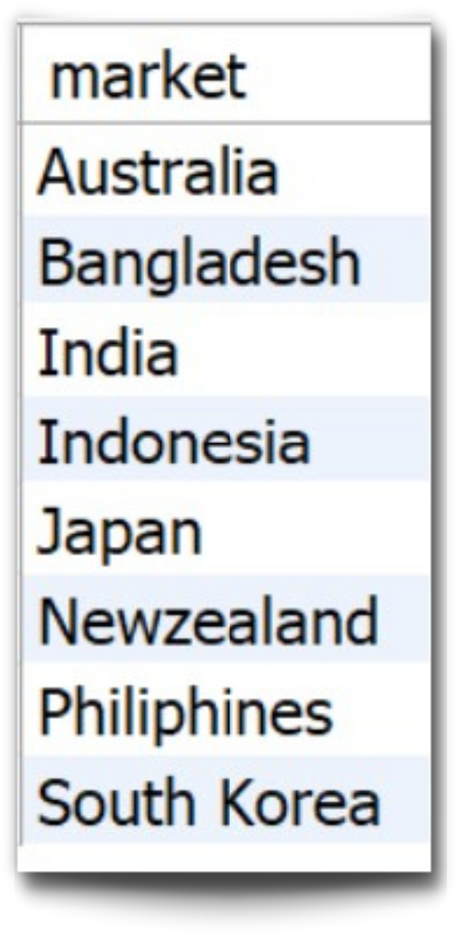 market
Australia
Bangladesh
India
Indonesia
Japan
Newzealand
Philiphines
South Korea